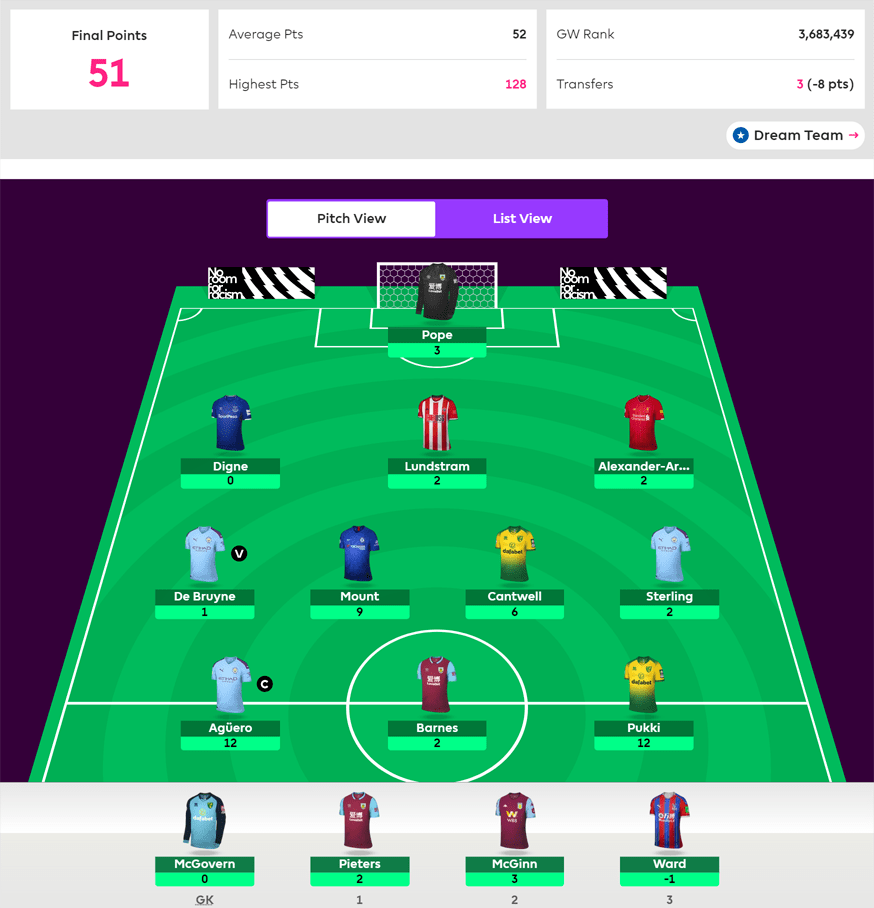 Final Points
51
Average Pts 52
Highest Pts 128
GW Rank 3,683,439
Transfers 3 (-8 pts)
Dream Team →
Pitch View
List View
No room for racism
No room for racism
Pope
3
Digne
0
Lundstram
2
Alexander-Ar...
2
V
De Bruyne
1
Mount
9
Cantwell
6
Sterling
2
C
Agüero
12
Barnes
2
Pukki
12
McGovern
0
GK
Pieters
2
1
McGinn
3
2
Ward
-1
3